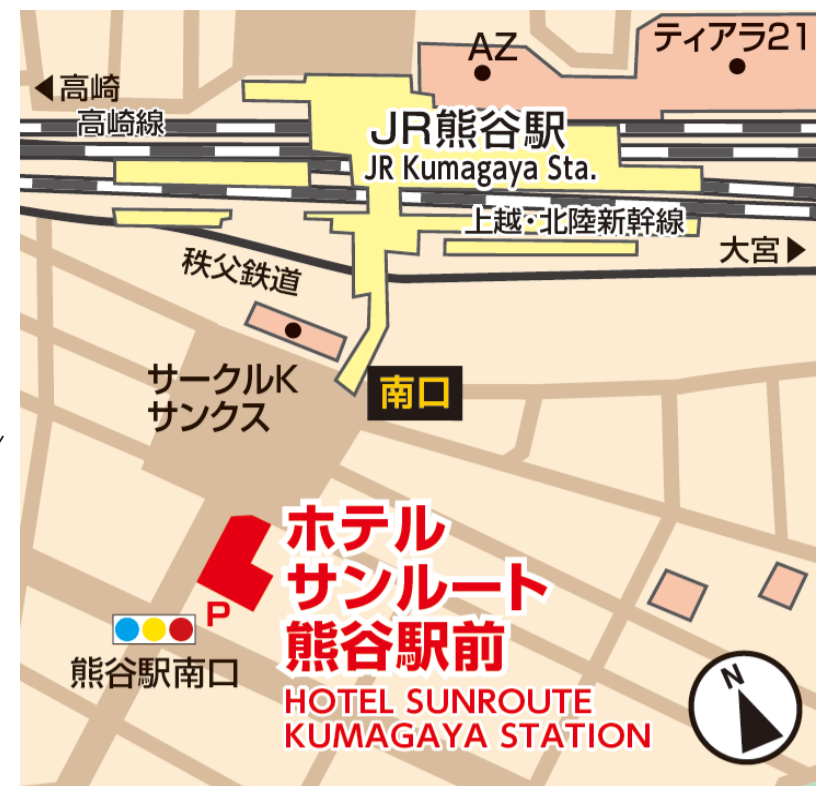 AZ
ティアラ21
◀高崎
高崎線
JR熊谷駅
JR Kumagaya Sta.
上越・北陸新幹線
大宮▶
秩父鉄道
サークルK
サンクス
南口
ホテル
サンルート
熊谷駅前
HOTEL SUNROUTE
KUMAGAYA STATION
P
熊谷駅南口
N